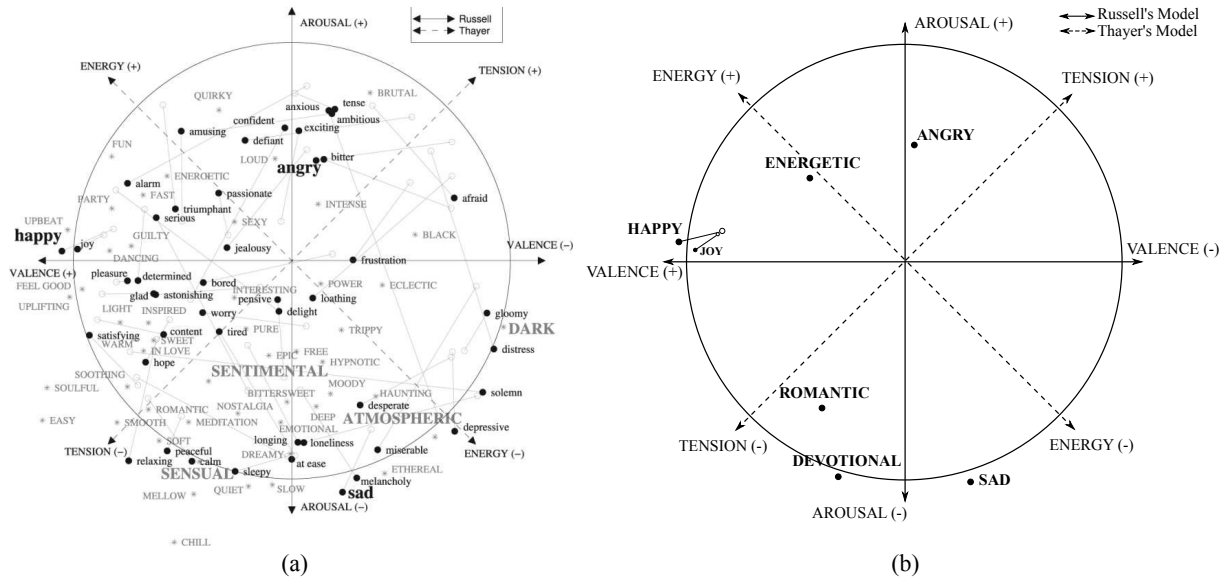 AROUSAL (+)
Russell
Thayer
ENERGY (+)
TENSION (+)
QUIRKY
BRUTAL
anxious
tense
confident
ambitious
amusing
exciting
defiant
FUN
LOUD
angry
bitter
ENERGETIC
alarm
FAST
passionate
afraid
PARTY
triumphant
INTENSE
serious
SEXY
UPBEAT
GUILTY
BLACK
happy
joy
jealousy
VALENCE (−)
DANCING
frustration
VALENCE (+)
pleasure
determined
bored
FEEL GOOD
INTERESTING
POWER
ECLECTIC
glad
astonishing
pensive
loathing
UPLIFTING
LIGHT
INSPIRED
worry
delight
gloomy
DARK
satisfying
content
tired
PURE
TRIPPY
WARM
SWEET
IN LOVE
EPIC
FREE
distress
hope
HYPNOTIC
SOOTHING
SENTIMENTAL
SOULFUL
MOODY
BITTERSWEET
HAUNTING
solemn
ROMANTIC
NOSTALGIA
desperate
EASY
SMOOTH
MEDITATION
DEEP
ATMOSPHERIC
EMOTIONAL
depressive
TENSION (−)
SOFT
longing
loneliness
peaceful
DREAMY
miserable
ENERGY (−)
relaxing
calm
at ease
SENSUAL
sleepy
ETHEREAL
melancholy
MELLOW
QUIET
SLOW
sad
AROUSAL (−)
CHILL
(a)
AROUSAL (+)
Russell's Model
Thayer's Model
ENERGY (+)
TENSION (+)
ANGRY
ENERGETIC
HAPPY
JOY
VALENCE (-)
VALENCE (+)
ROMANTIC
TENSION (-)
ENERGY (-)
DEVOTIONAL
SAD
AROUSAL (-)
(b)